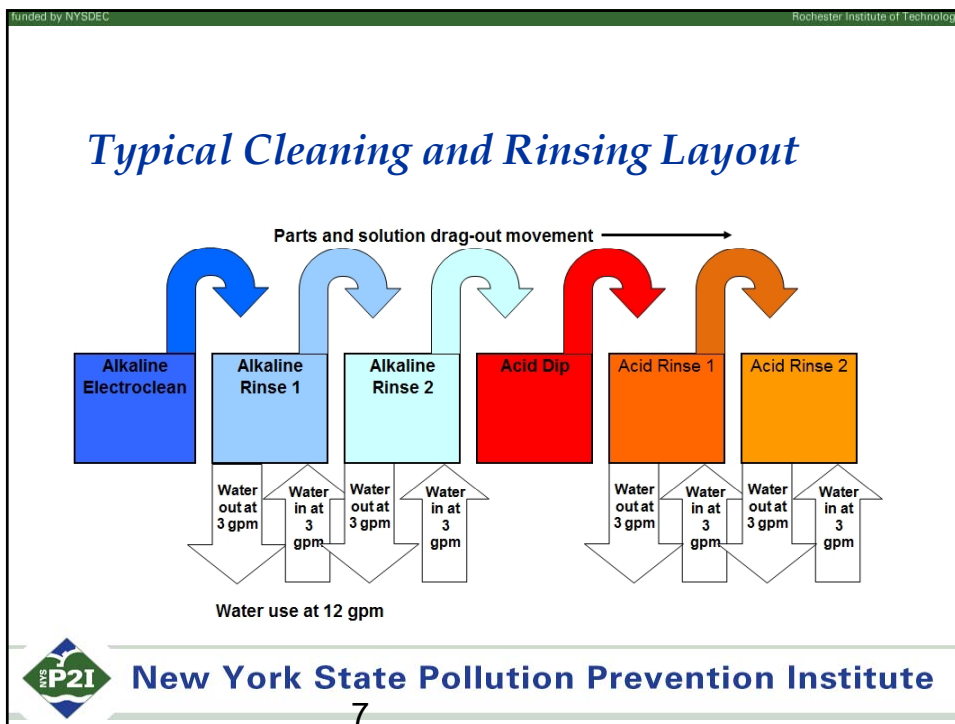 funded by NYSDEC
Rochester Institute of Technolog
Typical Cleaning and Rinsing Layout
Parts and solution drag-out movement
Alkaline
Electroclean
Alkaline
Rinse 1
Alkaline
Rinse 2
Acid Dip
Acid Rinse 1
Acid Rinse 2
Water
out at
3 gpm
Water
in at
3
gpm
Water
out at
3 gpm
Water
in at
3
gpm
Water
out at
3 gpm
Water
in at
3
gpm
Water
out at
3 gpm
Water
in at
3
gpm
Water use at 12 gpm
NYS
P2I
New York State Pollution Prevention Institute
7